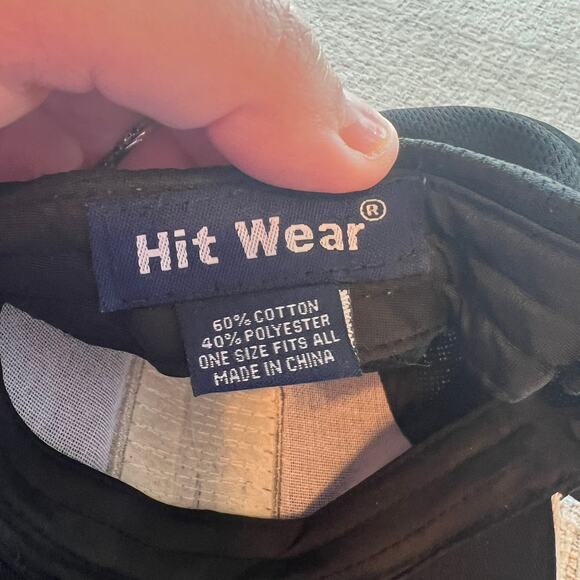 Hit Wear®
60% COTTON
40% POLYESTER
ONE SIZE FITS ALL
MADE IN CHINA